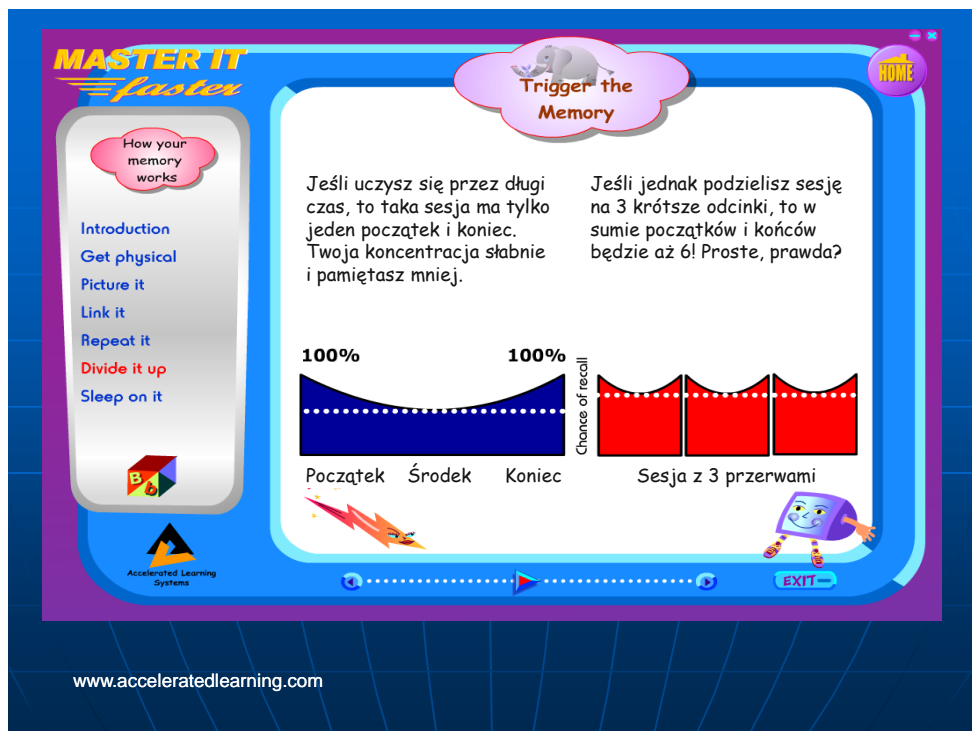 MASTER IT
faster
Trigger the
Memory
HOME
How your
memory
works
Introduction
Get physical
Picture it
Link it
Repeat it
Divide it up
Sleep on it
B
b
Accelerated Learning
Systems
Jeśli uczysz się przez długi
czas, to taka sesja ma tylko
jeden początek i koniec.
Twoja koncentracja słabnie
i pamiętasz mniej.
Jeśli jednak podzielisz sesję
na 3 krótsze odcinki, to w
sumie początków i końców
będzie aż 6! Proste, prawda?
100%
100%
Chance of recall
Początek
Środek
Koniec
Sesja z 3 przerwami
EXIT
www.acceleratedlearning.com